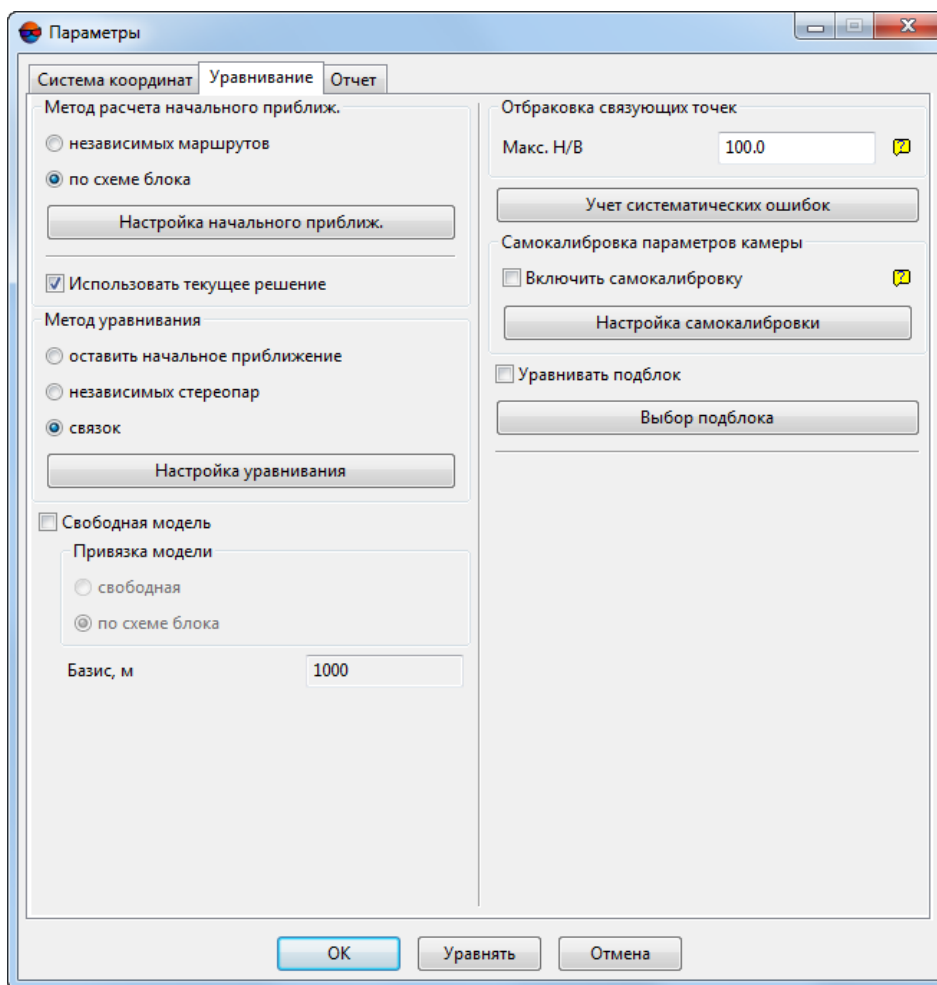 Параметры
Система координат
Уравнивание
Отчет
Метод расчета начального приближ.
независимых маршрутов
по схеме блока
Настройка начального приближ.
Использовать текущее решение
Метод уравнивания
оставить начальное приближение
независимых стереопар
связок
Настройка уравнивания
Свободная модель
Привязка модели
свободная
по схеме блока
Базис, м 1000
Отбраковка связующих точек
Макс. Н/В 100.0 ?
Учет систематических ошибок
Самокалибровка параметров камеры
Включить самокалибровку ?
Настройка самокалибровки
Уравнивать подблок
Выбор подблока
OK
Уравнять
Отмена